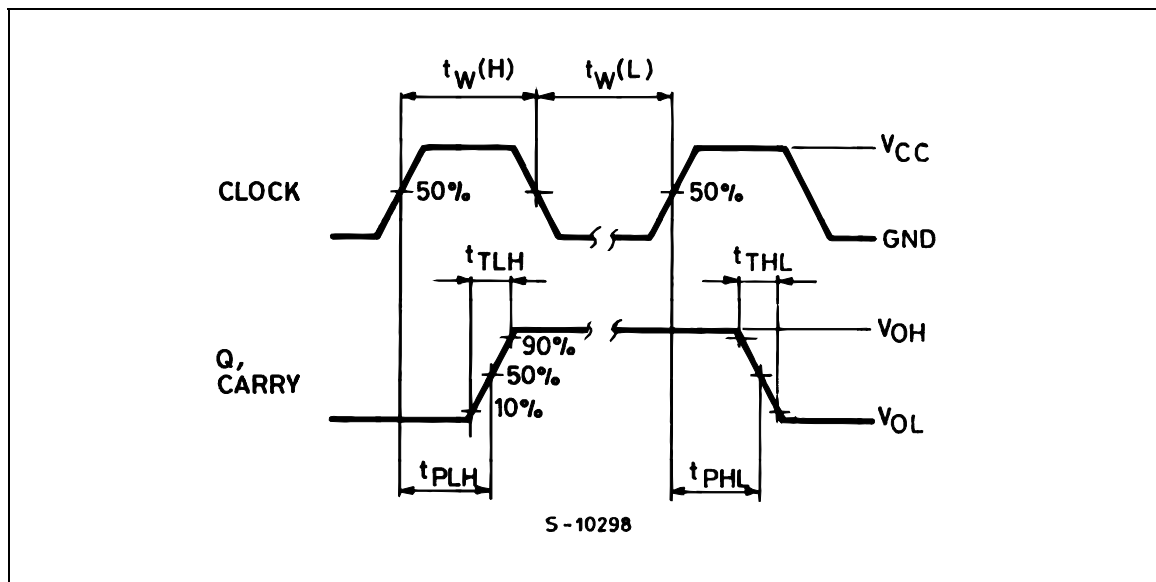 tW(H)
tW(L)
VCC
CLOCK
50%
50%
GND
tTLH
tTHL
VOH
90%
Q,
CARRY
50%
10%
VOL
tPLH
tPHL
S-10298